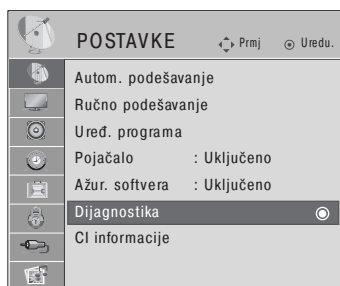 POSTAVKE Prmj Uredu.
Autom. podešavanje
Ručno podešavanje
Uređ. programa
Pojačalo : Uključeno
Ažur. softvera : Uključeno
Dijagnostika
CI informacije